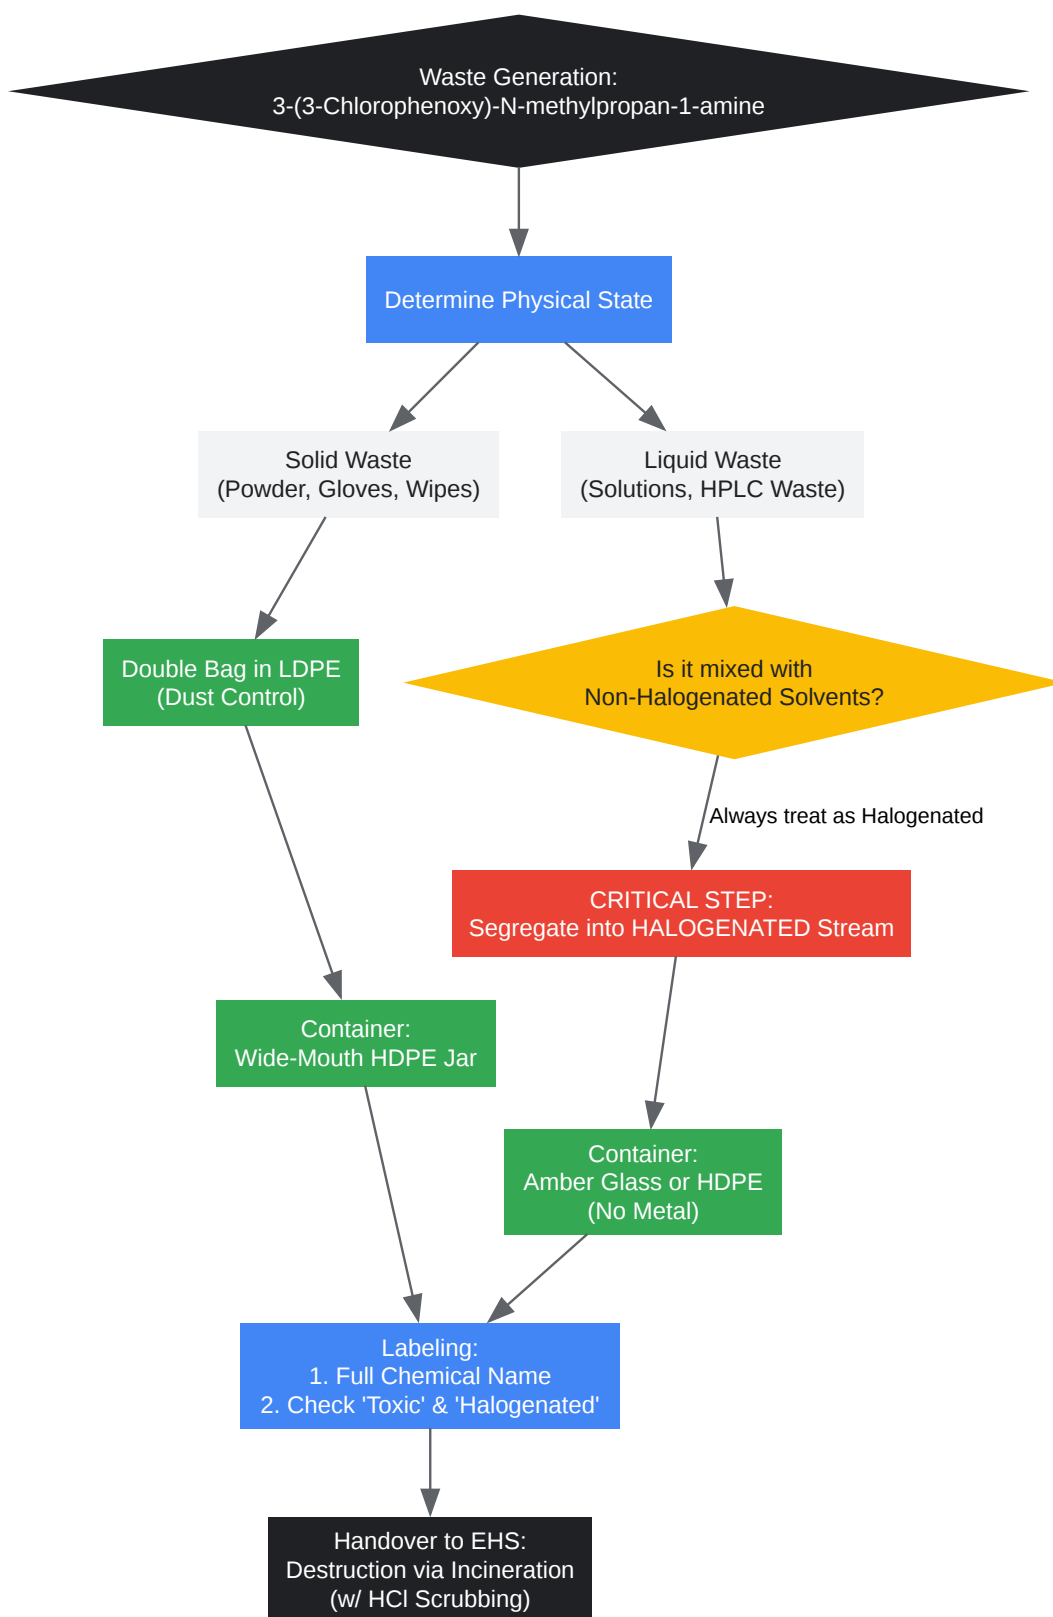 Waste Generation:
3-(3-Chlorophenoxy)-N-methylpropan-1-amine
Determine Physical State
Solid Waste
(Powder, Gloves, Wipes)
Liquid Waste
(Solutions, HPLC Waste)
Double Bag in LDPE
(Dust Control)
Is it mixed with
Non-Halogenated Solvents?
Always treat as Halogenated
CRITICAL STEP:
Segregate into HALOGENATED Stream
Container:
Wide-Mouth HDPE Jar
Container:
Amber Glass or HDPE
(No Metal)
Labeling:
1. Full Chemical Name
2. Check 'Toxic' & 'Halogenated'
Handover to EHS:
Destruction via Incineration
(w/ HCl Scrubbing)